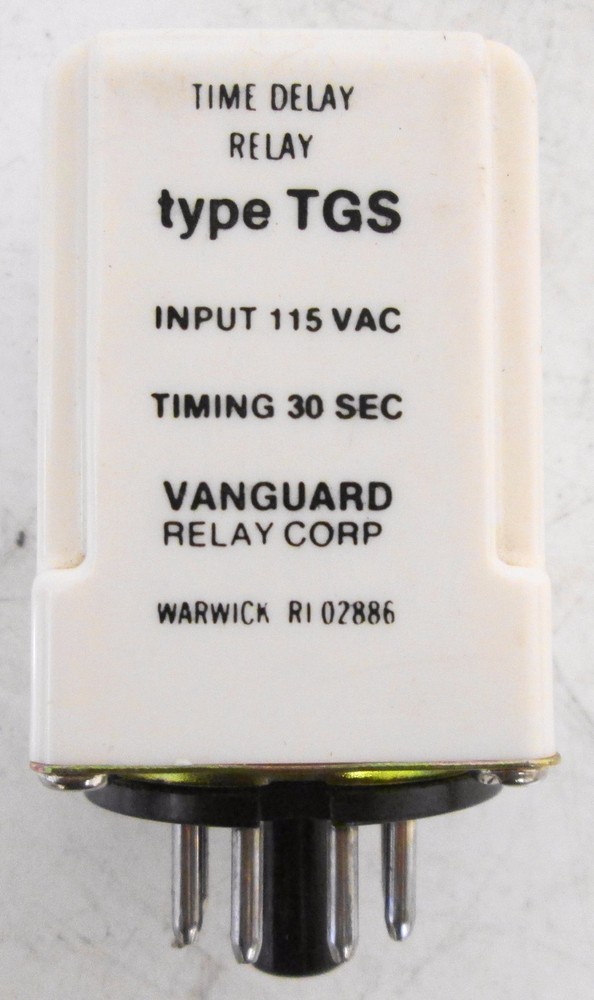 TIME DELAY
RELAY
type TGS
INPUT 115 VAC
TIMING 30 SEC
VANGUARD
RELAY CORP
WARWICK RI 02886